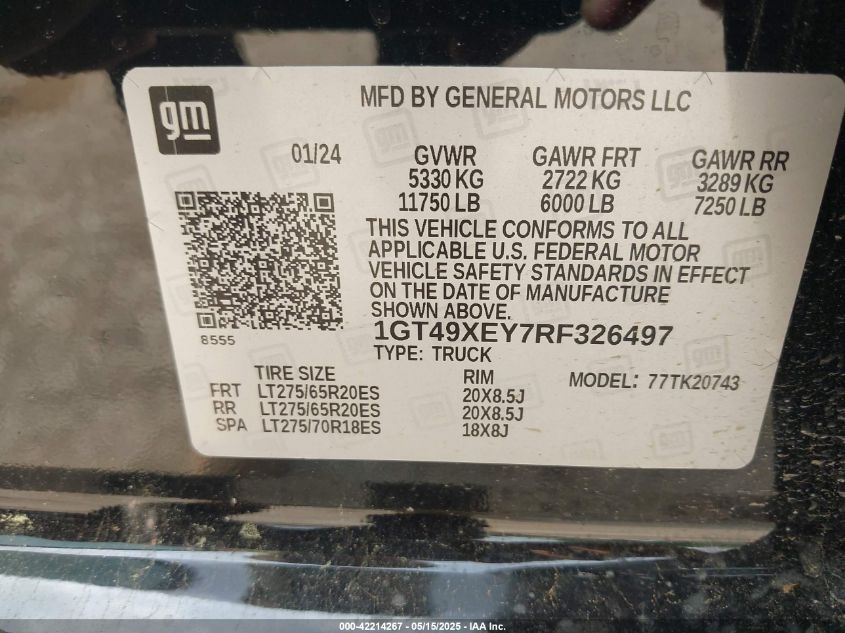 gm
MFD BY GENERAL MOTORS LLC
01/24 GVWR GAWR FRT GAWR RR
5330 KG 2722 KG 3289 KG
11750 LB 6000 LB 7250 LB
THIS VEHICLE CONFORMS TO ALL
APPLICABLE U.S. FEDERAL MOTOR
VEHICLE SAFETY STANDARDS IN EFFECT
ON THE DATE OF MANUFACTURE
SHOWN ABOVE.
8555
1GT49XEY7RF326497
TYPE: TRUCK
TIRE SIZE RIM MODEL: 77TK20743
FRT LT275/65R20ES 20X8.5J
RR LT275/65R20ES 20X8.5J
SPA LT275/70R18ES 18X8J
000-42214267 - 05/15/2025 - IAA Corp.